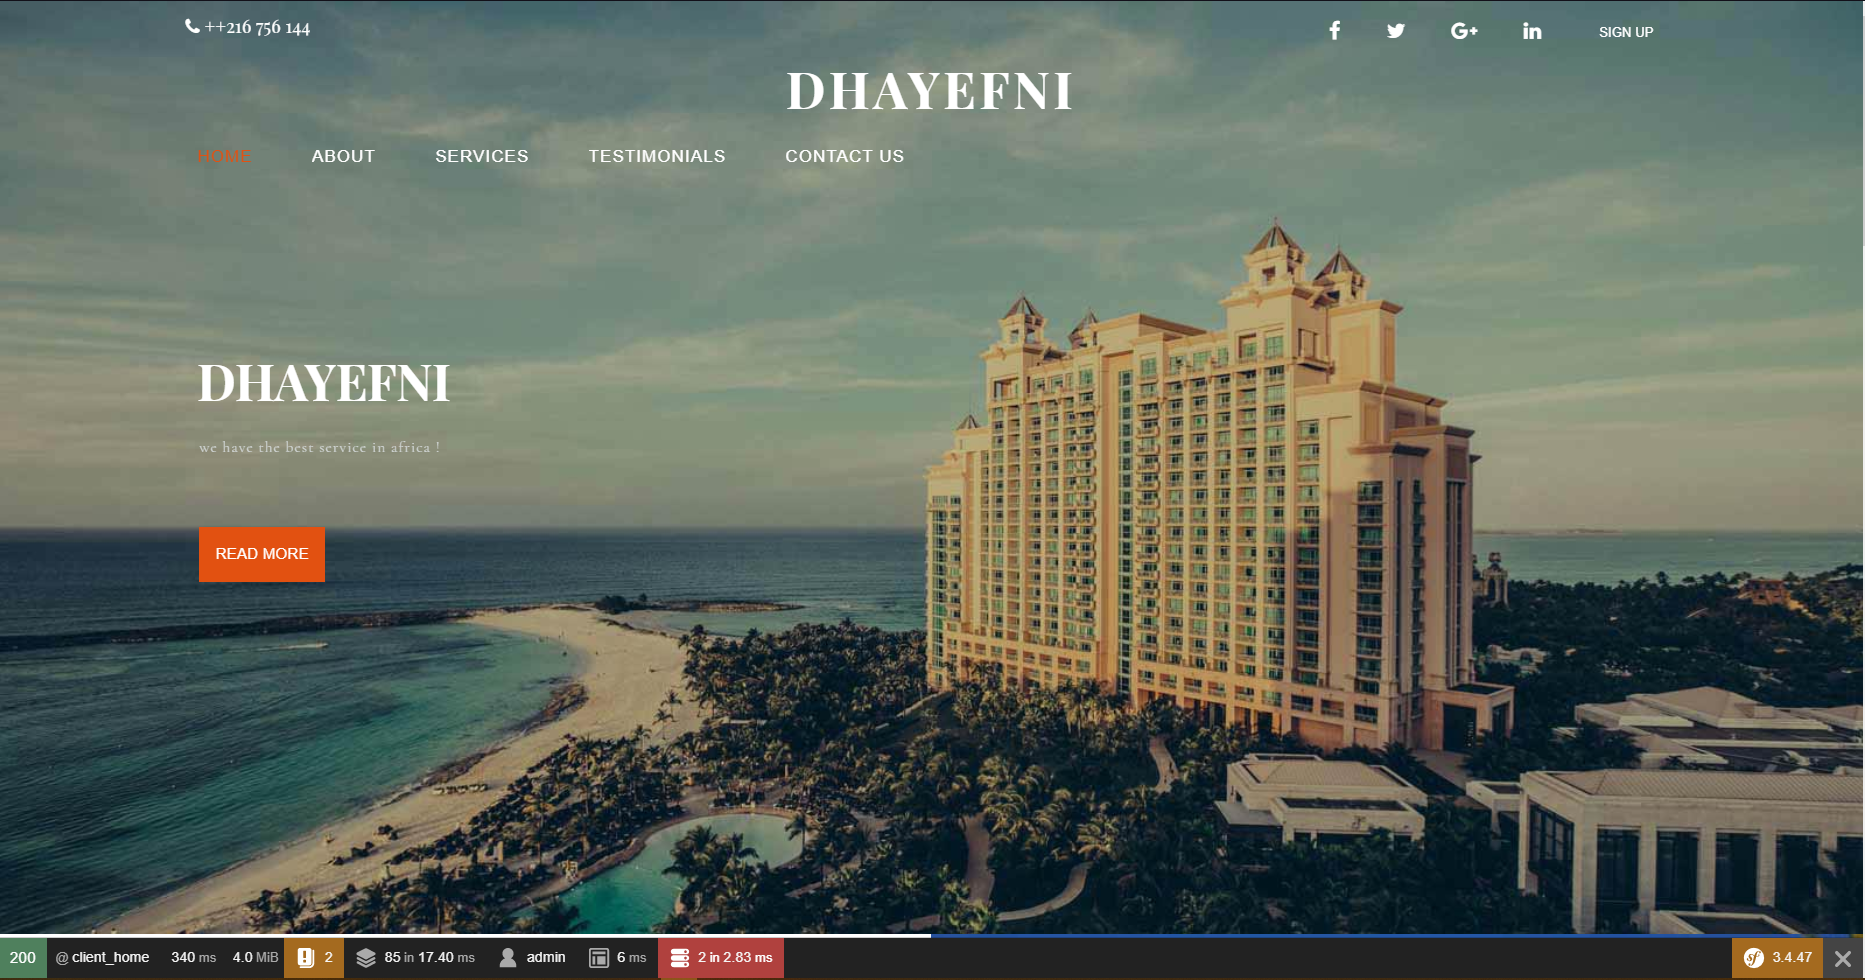 ++216 756 144
SIGN UP
DHAYEFNI
HOME ABOUT SERVICES TESTIMONIALS CONTACT US
DHAYEFNI
we have the best service in africa !
READ MORE
200 @ client_home 340 ms 4.0 MiB 2 85 in 17.40 ms admin 6 ms 2 in 2.83 ms sf 3.4.47